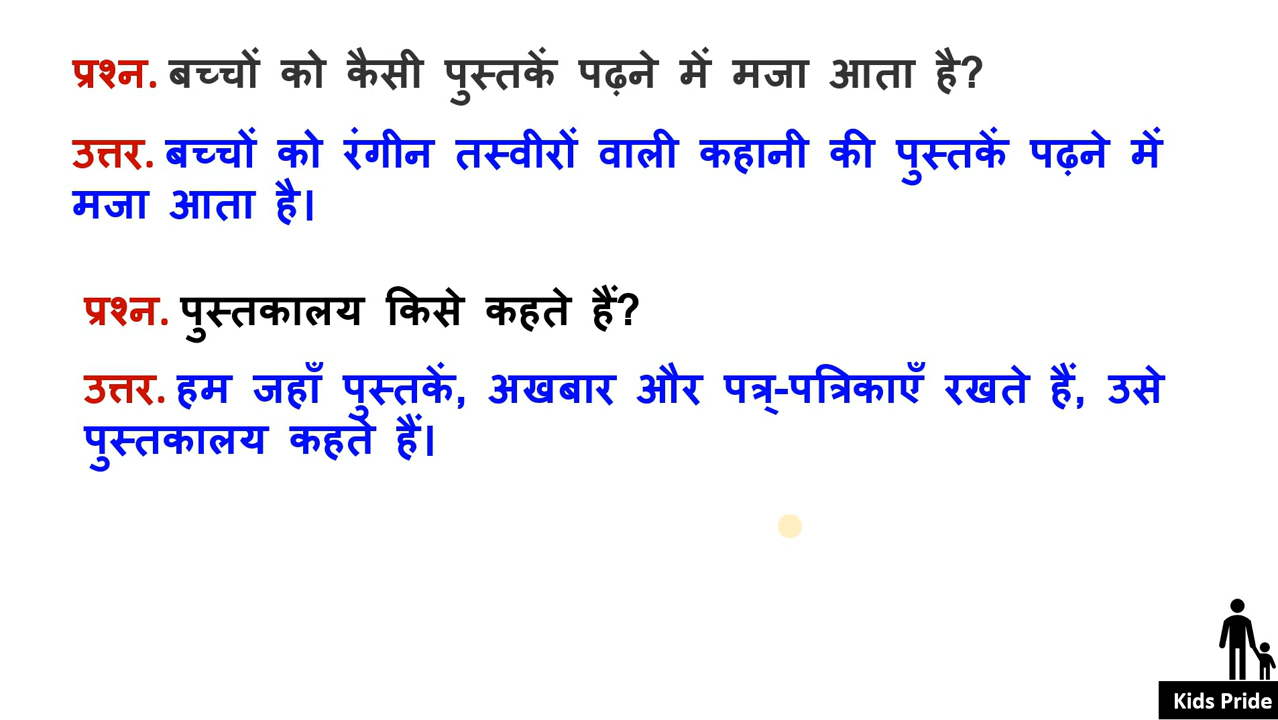 प्रश्न. बच्चों को कैसी पुस्तकें पढ़ने में मजा आता है?
उत्तर. बच्चों को रंगीन तस्वीरों वाली कहानी की पुस्तकें पढ़ने में
मजा आता है।
प्रश्न. पुस्तकालय किसे कहते हैं?
उत्तर. हम जहाँ पुस्तकें, अखबार और पत्र्-पत्रिकाएँ रखते हैं, उसे
पुस्तकालय कहते हैं।
Kids Pride